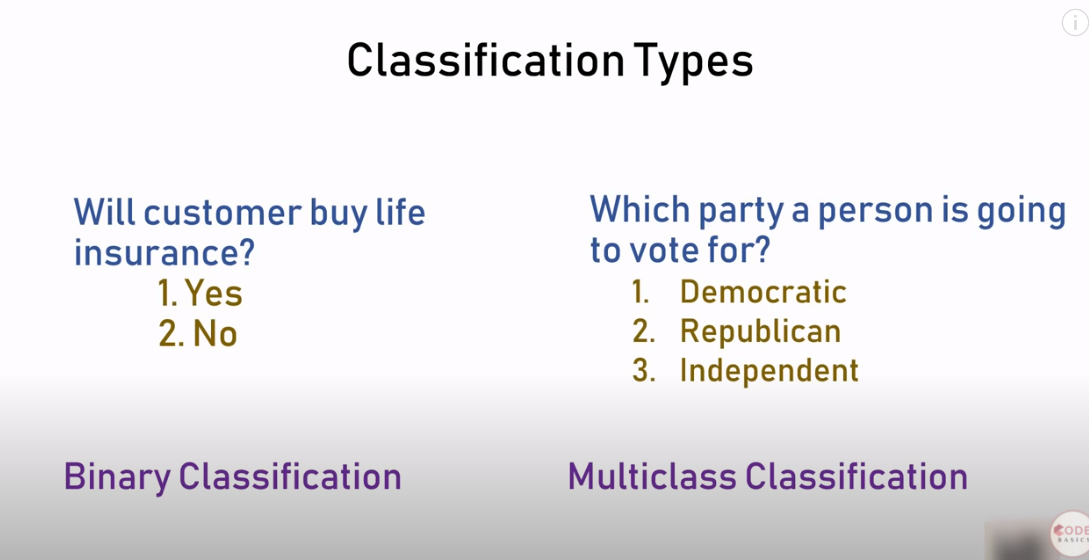 Classification Types
Will customer buy life
insurance?
1. Yes
2. No
Which party a person is going
to vote for?
1. Democratic
2. Republican
3. Independent
Binary Classification
Multiclass Classification
CODE
BASICS